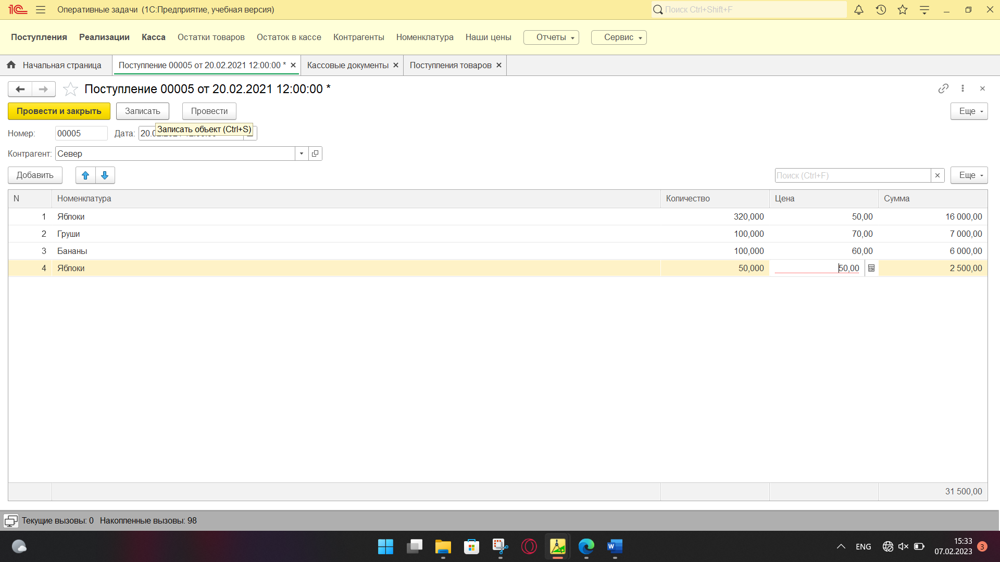 1С Оперативные задачи (1С:Предприятие, учебная версия) Поиск Ctrl+Shift+F
Поступления Реализации Касса Остатки товаров Остаток в кассе Контрагенты Номенклатура Наши цены Отчеты Сервис
Начальная страница Поступление 00005 от 20.02.2021 12:00:00 * Кассовые документы Поступления товаров
Поступление 00005 от 20.02.2021 12:00:00 *
Провести и закрыть Записать Провести Еще
Записать объект (Ctrl+S)
Номер: 00005 Дата:
Контрагент: Север
Добавить Поиск (Ctrl+F) Еще
N Номенклатура Количество Цена Сумма
1 Яблоки 320,000 50,00 16 000,00
2 Груши 100,000 70,00 7 000,00
3 Бананы 100,000 60,00 6 000,00
4 Яблоки 50,000 50,00 2 500,00
31 500,00
Текущие вызовы: 0 Накопленные вызовы: 98
ENG 15:33
07.02.2023 3